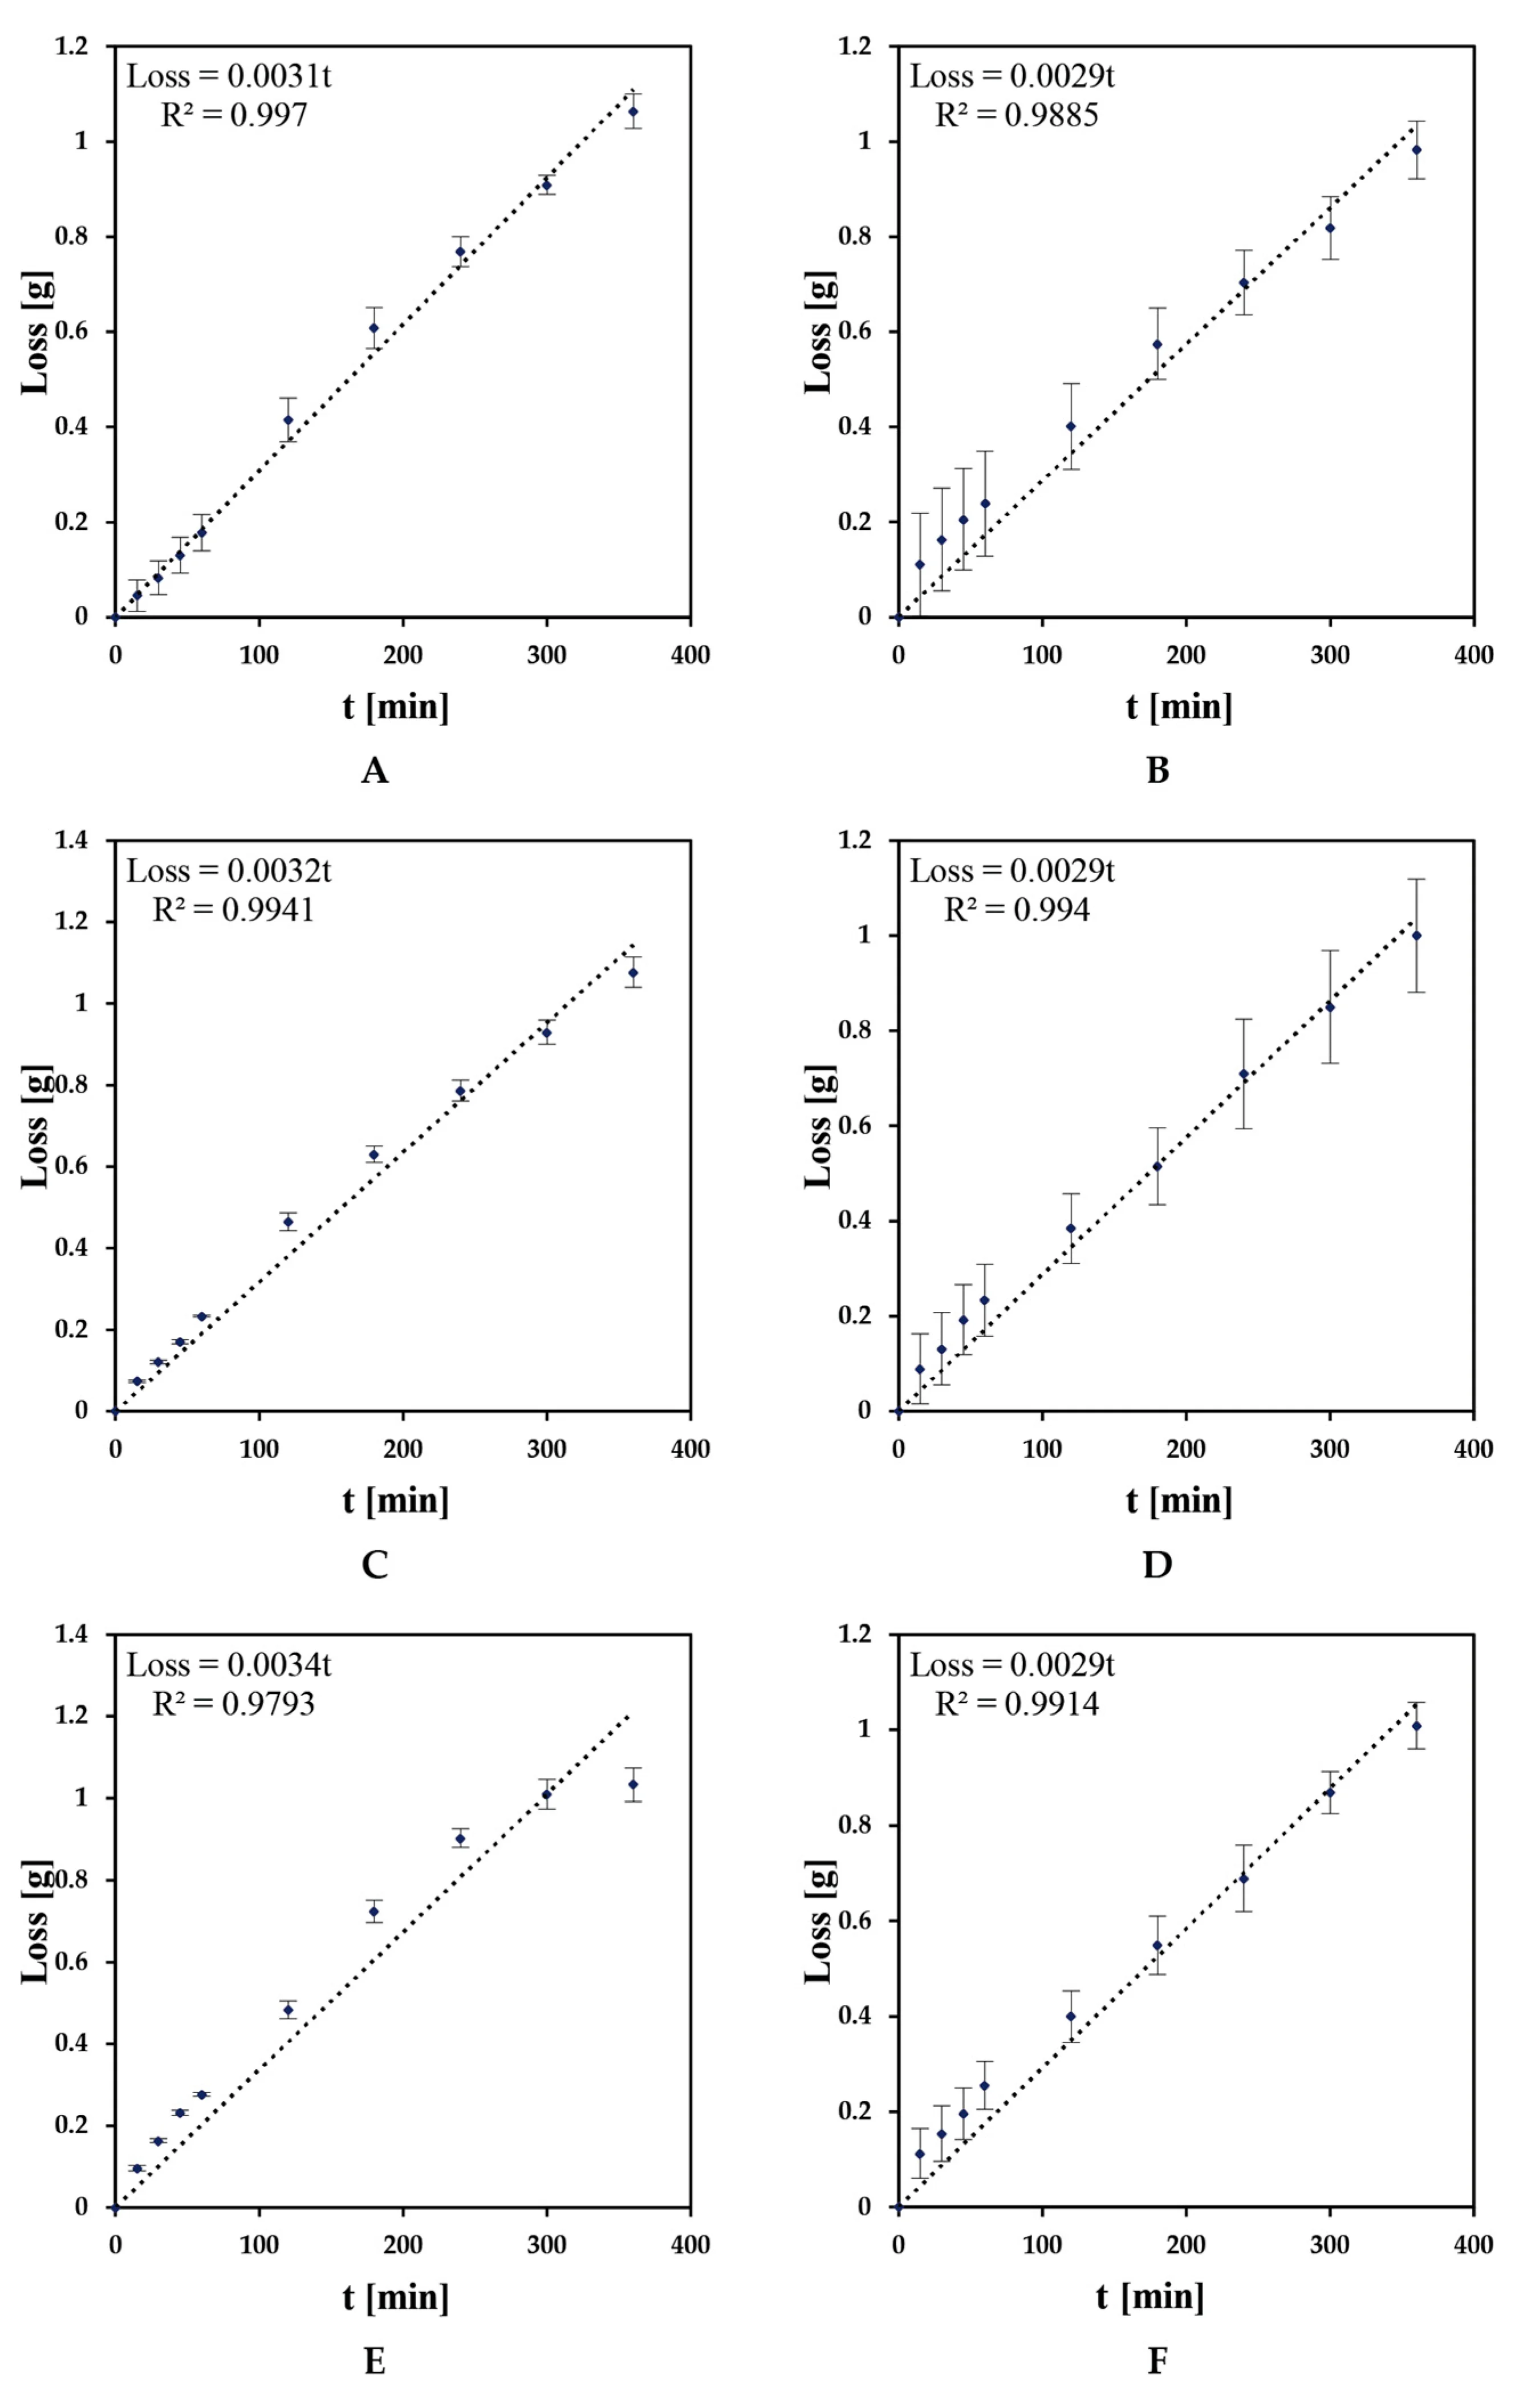 Loss = 0.0031t
R² = 0.997
1.2
1
0.8
0.6
0.4
0.2
0
Loss [g]
0 100 200 300 400
t [min]
A
Loss = 0.0029t
R² = 0.9885
1.2
1
0.8
0.6
0.4
0.2
0
Loss [g]
0 100 200 300 400
t [min]
B
Loss = 0.0032t
R² = 0.9941
1.4
1.2
1
0.8
0.6
0.4
0.2
0
Loss [g]
0 100 200 300 400
t [min]
C
Loss = 0.0029t
R² = 0.994
1.2
1
0.8
0.6
0.4
0.2
0
Loss [g]
0 100 200 300 400
t [min]
D
Loss = 0.0034t
R² = 0.9793
1.4
1.2
1
0.8
0.6
0.4
0.2
0
Loss [g]
0 100 200 300 400
t [min]
E
Loss = 0.0029t
R² = 0.9914
1.2
1
0.8
0.6
0.4
0.2
0
Loss [g]
0 100 200 300 400
t [min]
F